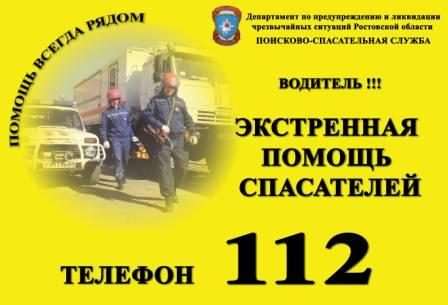 ПОМОЩЬ ВСЕГДА РЯДОМ
Департамент по предупреждению и ликвидации
чрезвычайных ситуаций Ростовской области
ПОИСКОВО-СПАСАТЕЛЬНАЯ СЛУЖБА
ВОДИТЕЛЬ !!!
ЭКСТРЕННАЯ
ПОМОЩЬ
СПАСАТЕЛЕЙ
ТЕЛЕФОН 112